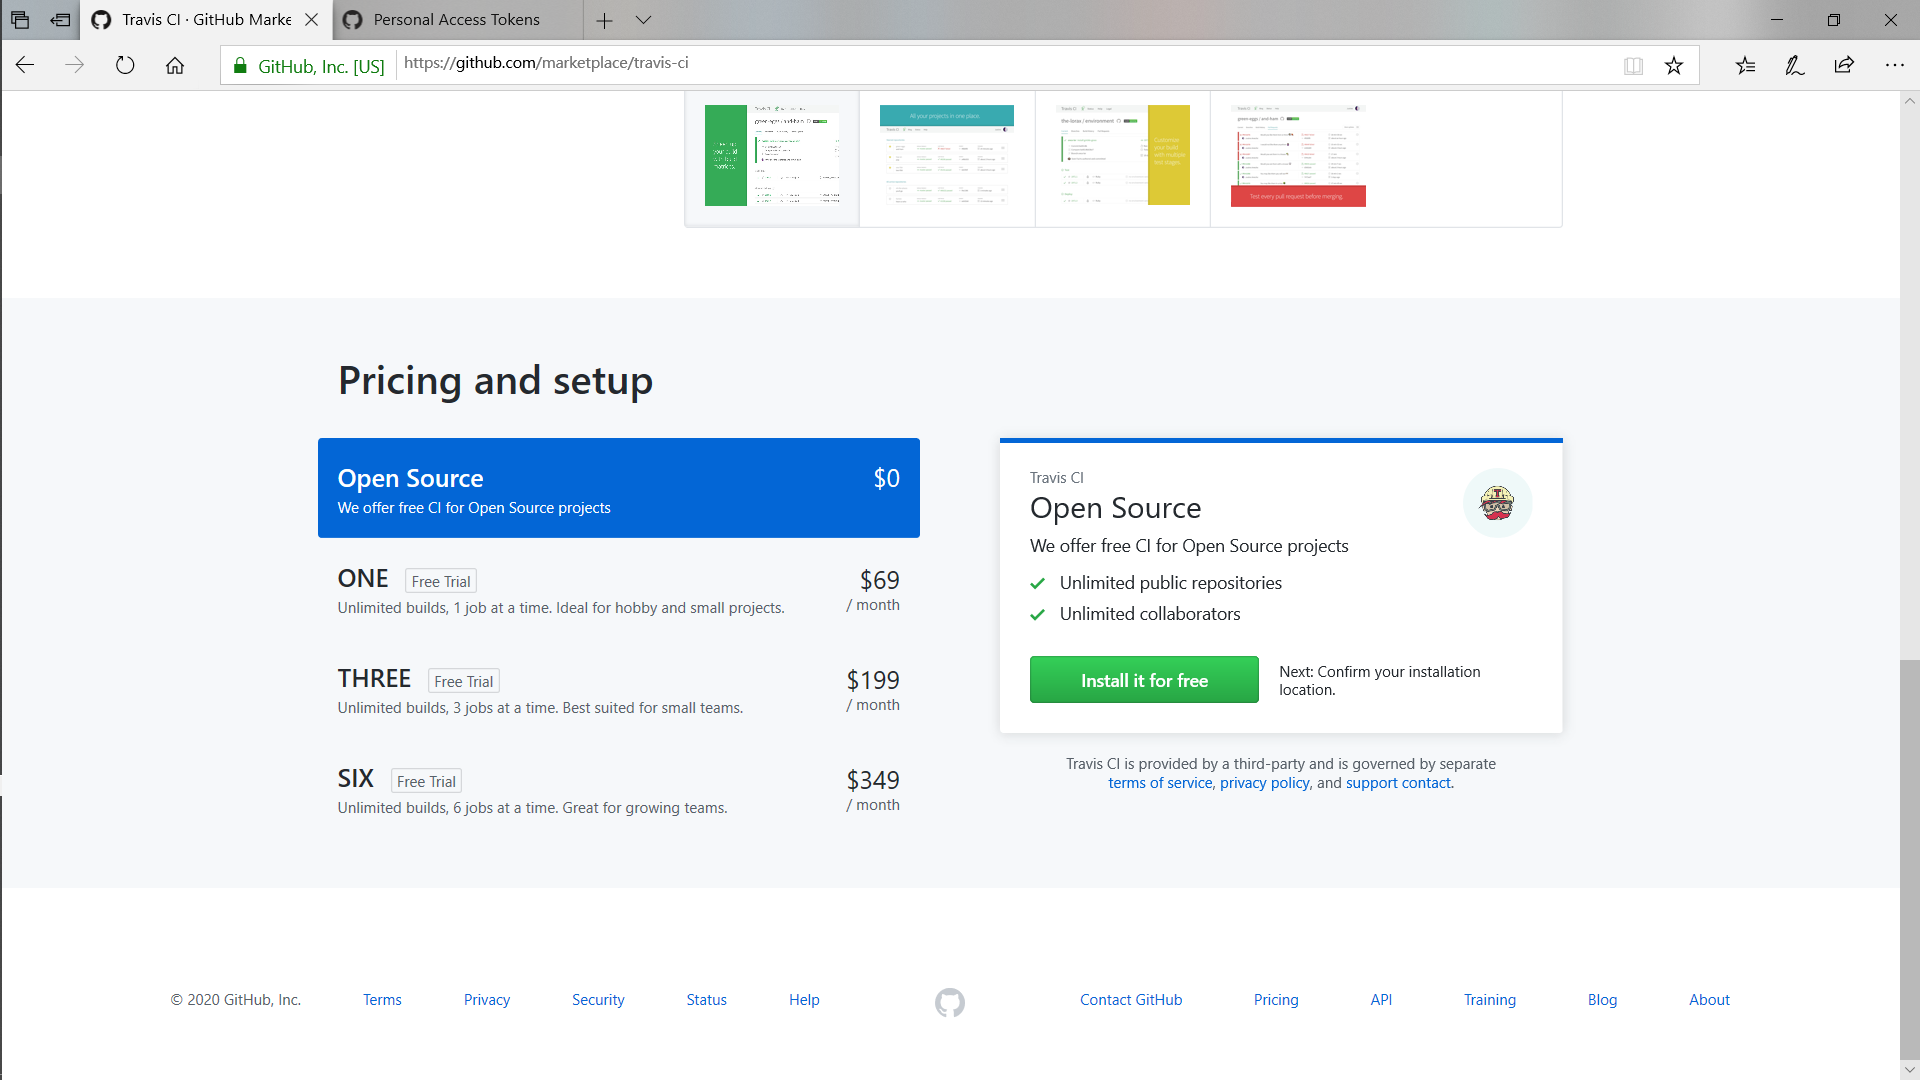 Travis CI · GitHub Marke
Personal Access Tokens
GitHub, Inc. [US]
https://github.com/marketplace/travis-ci
All your projects in one place.
Test every pull request before merging.
Pricing and setup
Open Source
$0
We offer free CI for Open Source projects
ONE
Free Trial
$69
Unlimited builds, 1 job at a time. Ideal for hobby and small projects.
/ month
THREE
Free Trial
$199
Unlimited builds, 3 jobs at a time. Best suited for small teams.
/ month
SIX
Free Trial
$349
Unlimited builds, 6 jobs at a time. Great for growing teams.
/ month
Travis CI
Open Source
We offer free CI for Open Source projects
Unlimited public repositories
Unlimited collaborators
Install it for free
Next: Confirm your installation
location.
Travis CI is provided by a third-party and is governed by separate
terms of service, privacy policy, and support contact.
© 2020 GitHub, Inc.
Terms
Privacy
Security
Status
Help
Contact GitHub
Pricing
API
Training
Blog
About